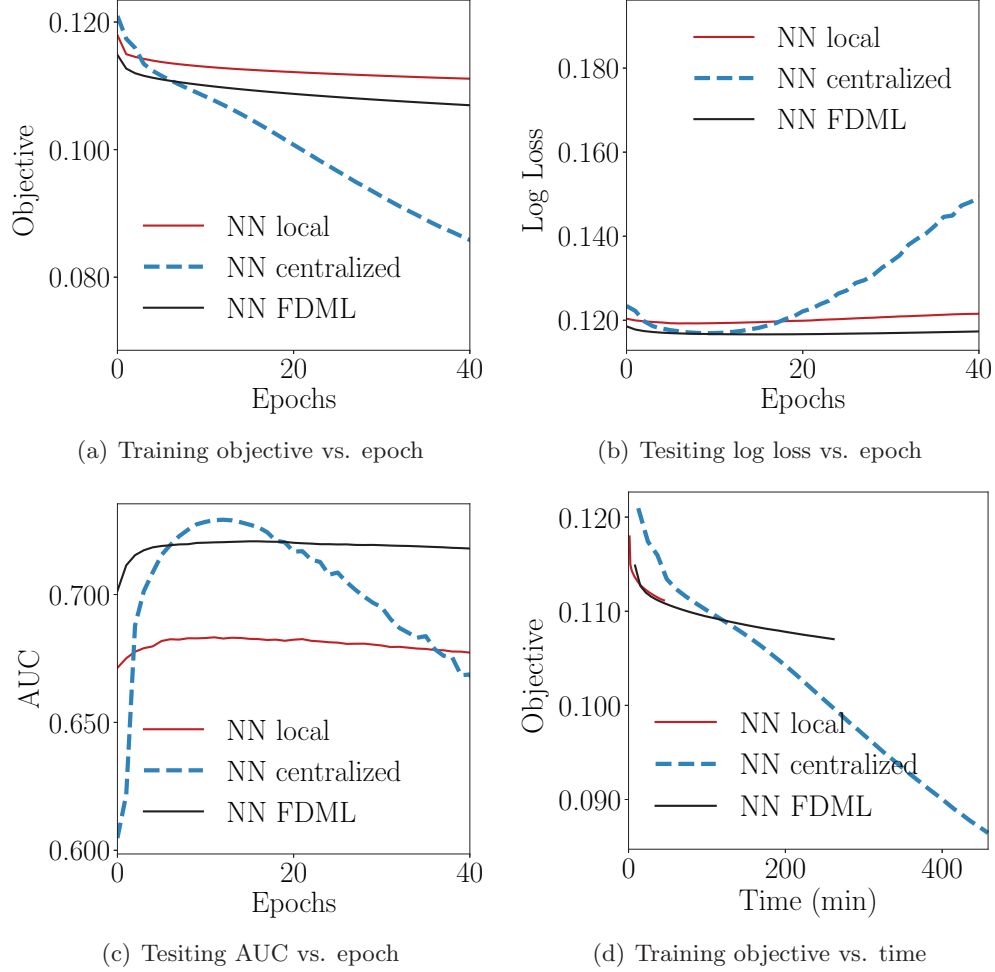 0.120
0.100
0.080
Objective
NN local
NN centralized
NN FDML
0 20 40
Epochs
(a) Training objective vs. epoch
0.180
0.160
0.140
0.120
Log Loss
NN local
NN centralized
NN FDML
0 20 40
Epochs
(b) Tesiting log loss vs. epoch
0.700
0.650
0.600
AUC
NN local
NN centralized
NN FDML
0 20 40
Epochs
(c) Tesiting AUC vs. epoch
0.120
0.110
0.100
0.090
Objective
NN local
NN centralized
NN FDML
0 200 400
Time (min)
(d) Training objective vs. time